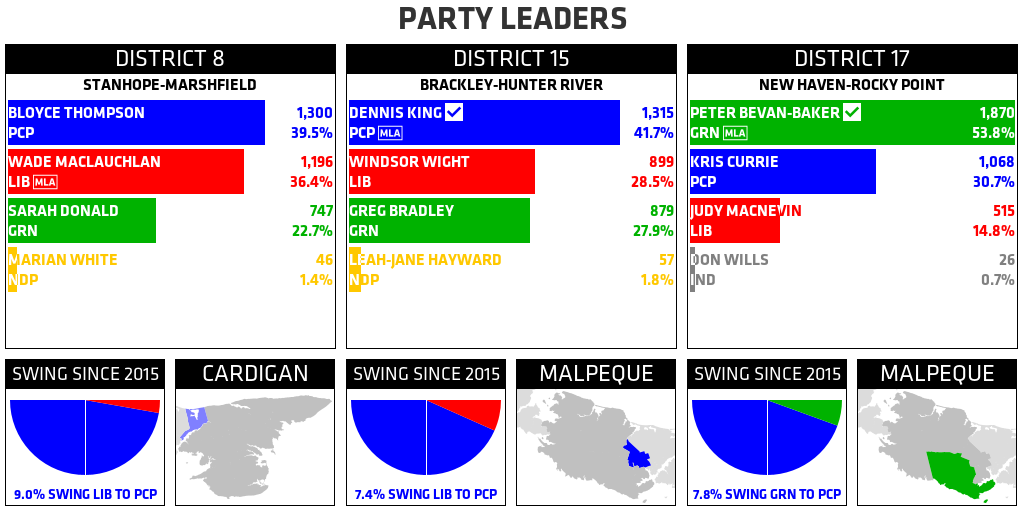 PARTY LEADERS
DISTRICT 8
STANHOPE-MARSHFIELD
BLOYCE THOMPSON 1,300
PCP 39.5%
WADE MACLAUCHLAN 1,196
LIB MLA 36.4%
SARAH DONALD 747
GRN 22.7%
MARIAN WHITE 46
NDP 1.4%
DISTRICT 15
BRACKLEY-HUNTER RIVER
DENNIS KING 1,315
PCP MLA 41.7%
WINDSOR WIGHT 899
LIB 28.5%
GREG BRADLEY 879
GRN 27.9%
LEAH-JANE HAYWARD 57
NDP 1.8%
DISTRICT 17
NEW HAVEN-ROCKY POINT
PETER BEVAN-BAKER 1,870
GRN MLA 53.8%
KRIS CURRIE 1,068
PCP 30.7%
JUDY MACNEVIN 515
LIB 14.8%
DON WILLS 26
IND 0.7%
SWING SINCE 2015
9.0% SWING LIB TO PCP
CARDIGAN
SWING SINCE 2015
7.4% SWING LIB TO PCP
MALPEQUE
SWING SINCE 2015
7.8% SWING GRN TO PCP
MALPEQUE